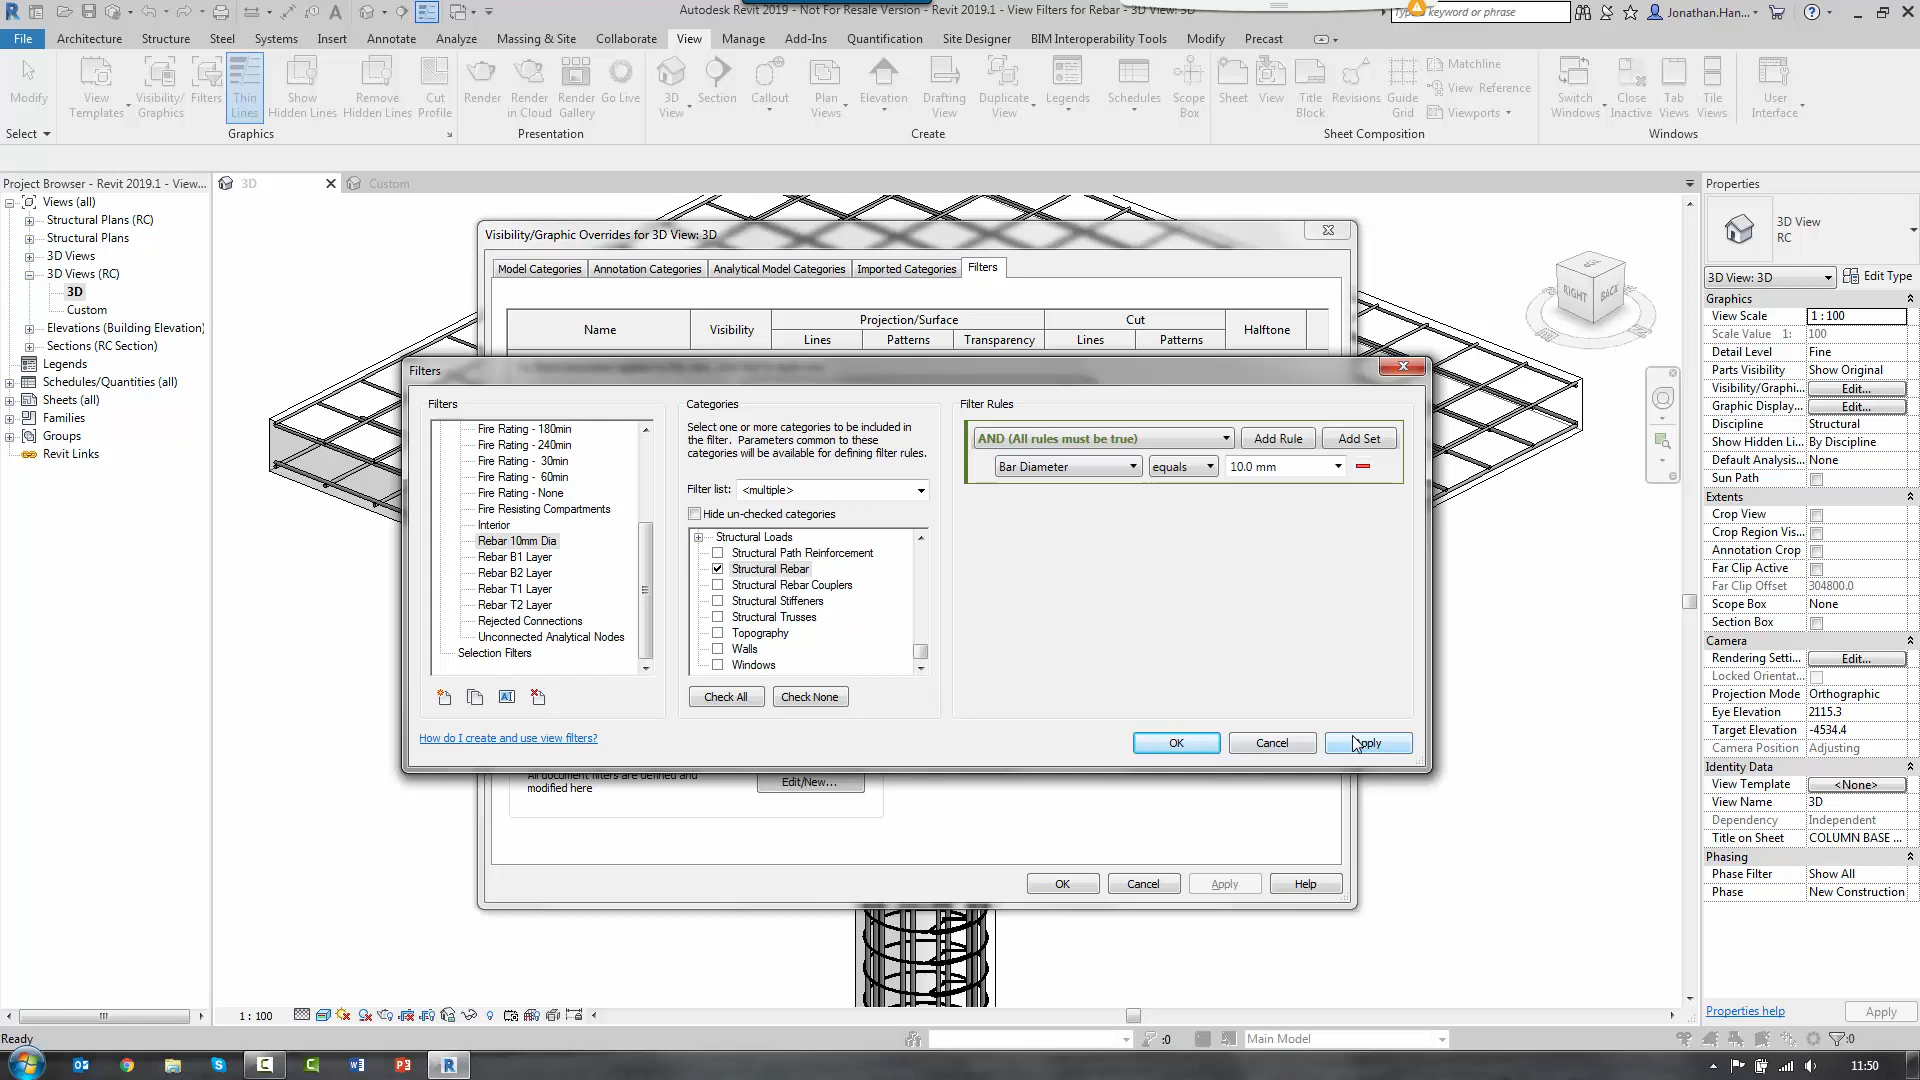 Autodesk Revit 2019 - Not For Resale Version - Revit 2019.1 - View Filters for Rebar - 3D View: 3D
keyword or phrase
Jonathan.Han...
File Architecture Structure Steel Systems Insert Annotate Analyze Massing & Site Collaborate View Manage Add-Ins Quantification Site Designer BIM Interoperability Tools Modify Precast
Modify
View Templates
Visibility/ Graphics
Filters
Thin Lines
Show Hidden Lines
Remove Hidden Lines
Cut Profile
Render
Render in Cloud
Render Gallery
Go Live
3D View
Section
Callout
Plan Views
Elevation
Drafting View
Duplicate View
Legends
Schedules
Scope Box
Sheet
View
Title Block
Revisions
Guide Grid
Matchline
View Reference
Viewports
Switch Windows
Close Inactive
Tab Views
Tile Views
User Interface
Select Graphics Presentation Create Sheet Composition Windows
Project Browser - Revit 2019.1 - View...
Views (all)
Structural Plans (RC)
Structural Plans
3D Views
3D Views (RC)
3D
Custom
Elevations (Building Elevation)
Sections (RC Section)
Legends
Schedules/Quantities (all)
Sheets (all)
Families
Groups
Revit Links
3D
Custom
Visibility/Graphic Overrides for 3D View: 3D
Model Categories Annotation Categories Analytical Model Categories Imported Categories Filters
Name Visibility Projection/Surface Cut Halftone
Lines Patterns Transparency Lines Patterns
Filters
Filters
Fire Rating - 180min
Fire Rating - 240min
Fire Rating - 30min
Fire Rating - 60min
Fire Rating - None
Fire Resisting Compartments
Interior
Rebar 10mm Dia
Rebar B1 Layer
Rebar B2 Layer
Rebar T1 Layer
Rebar T2 Layer
Rejected Connections
Unconnected Analytical Nodes
Selection Filters
How do I create and use view filters?
Categories
Select one or more categories to be included in
the filter. Parameters common to these
categories will be available for defining filter rules.
Filter list: <multiple>
Hide un-checked categories
Structural Loads
Structural Path Reinforcement
Structural Rebar
Structural Rebar Couplers
Structural Stiffeners
Structural Trusses
Topography
Walls
Windows
Check All Check None
Filter Rules
AND (All rules must be true) Add Rule Add Set
Bar Diameter equals 10.0 mm
OK Cancel Apply
All document filters are defined and
modified here
Edit/New...
OK Cancel Apply Help
RIGHT BACK
Properties
3D View
RC
3D View: 3D Edit Type
Graphics
View Scale 1 : 100
Scale Value 1: 100
Detail Level Fine
Parts Visibility Show Original
Visibility/Graphi... Edit...
Graphic Display... Edit...
Discipline Structural
Show Hidden Li... By Discipline
Default Analysis... None
Sun Path
Extents
Crop View
Crop Region Vis...
Annotation Crop
Far Clip Active
Far Clip Offset 304800.0
Scope Box None
Section Box
Camera
Rendering Setti... Edit...
Locked Orientat...
Projection Mode Orthographic
Eye Elevation 2115.3
Target Elevation -4534.4
Camera Position Adjusting
Identity Data
View Template <None>
View Name 3D
Dependency Independent
Title on Sheet COLUMN BASE ...
Phasing
Phase Filter Show All
Phase New Construction
Properties help Apply
1 : 100
Ready
:0
Main Model
:0
11:50